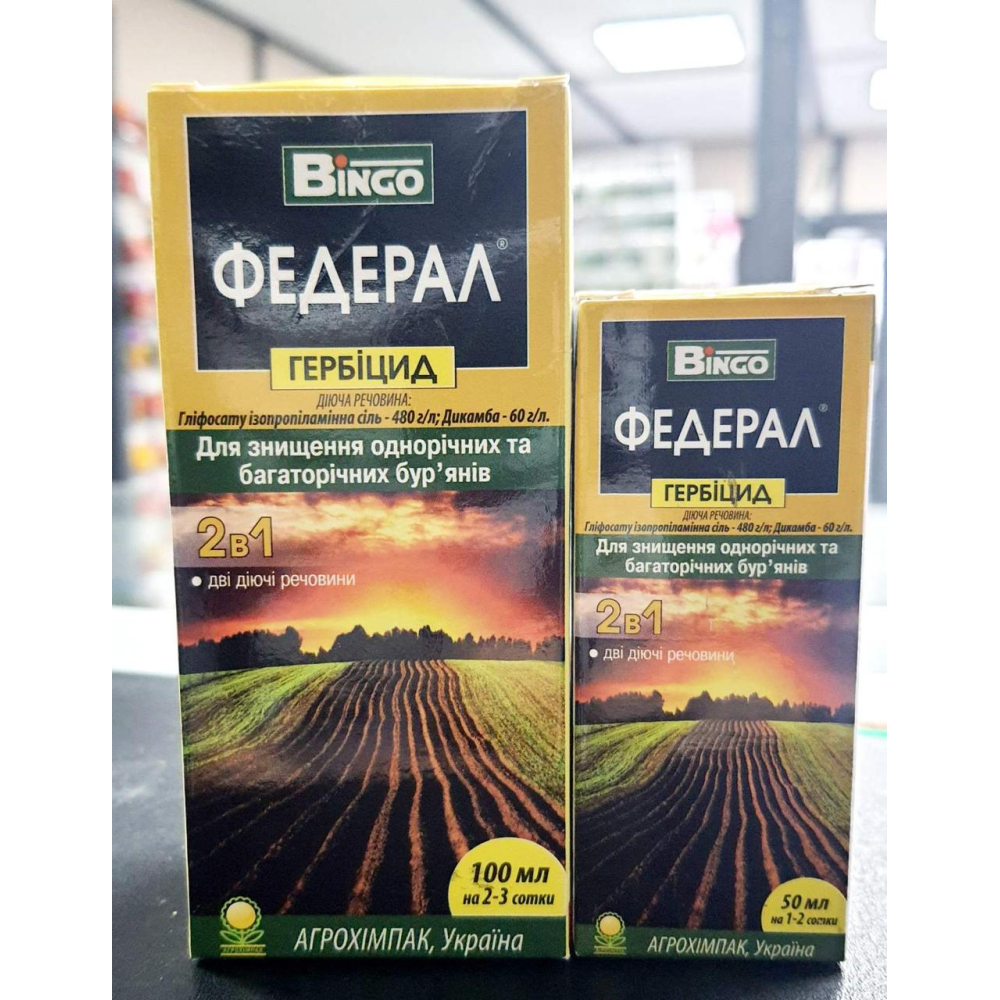 BINGO
ФЕДЕРАЛ®
ГЕРБІЦИД
ДІЮЧА РЕЧОВИНА:
Гліфосату ізопропіламінна сіль - 480 г/л; Дикамба - 60 г/л.
Для знищення однорічних та
багаторічних бур’янів
2в1
• дві діючі речовини
100 мл
на 2-3 сотки
АГРОХІМПАК
АГРОХІМПАК, Україна
BINGO
ФЕДЕРАЛ®
ГЕРБІЦИД
ДІЮЧА РЕЧОВИНА:
Гліфосату ізопропіламінна сіль - 480 г/л; Дикамба - 60 г/л.
Для знищення однорічних та
багаторічних бур’янів
2в1
• дві діючі речовини
50 мл
на 1-2 сотки
АГРОХІМПАК, Україна